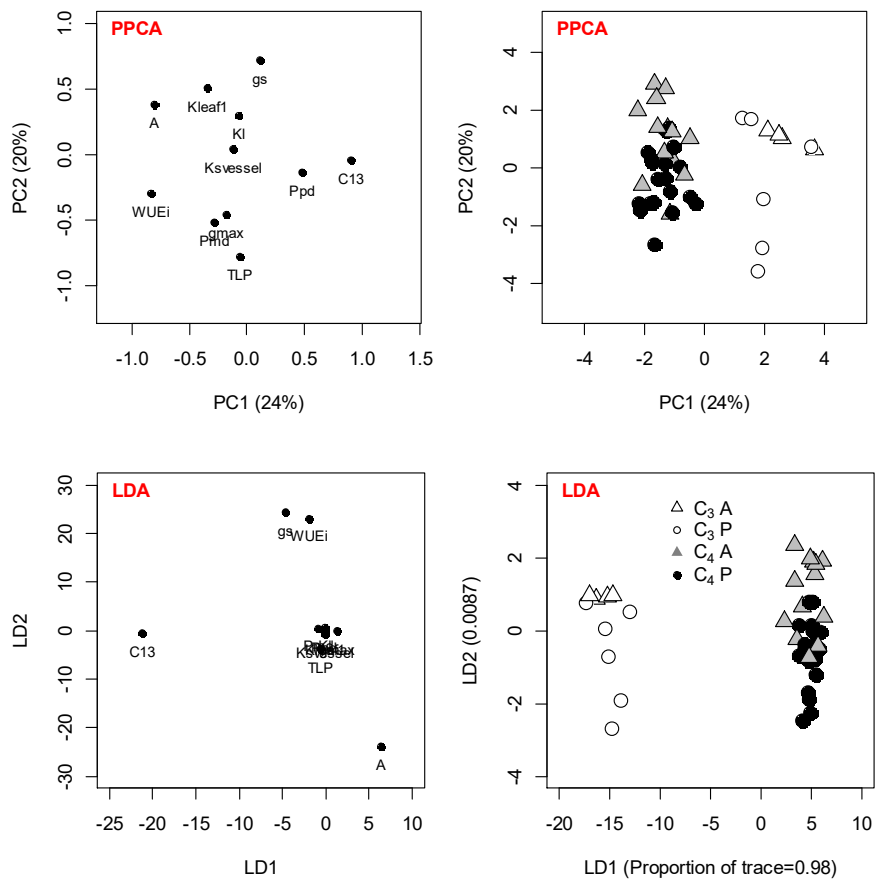 PPCA
1.0
0.5
0.0
-0.5
-1.0
PC2 (20%)
gs
Kleaf1
A
Kl
Ksvessel
Ppd
C13
WUEi
gmax
Pmd
TLP
-1.0 -0.5 0.0 0.5 1.0 1.5
PC1 (24%)
PPCA
4
2
0
-2
-4
PC2 (20%)
-4 -2 0 2 4
PC1 (24%)
LDA
30
20
10
0
-10
-20
-30
LD2
gs
WUEi
C13
Ksvessel
TLP
A
-25 -20 -15 -10 -5 0 5 10
LD1
LDA
4
2
0
-2
-4
LD2 (0.0087)
C3 A
C3 P
C4 A
C4 P
-20 -15 -10 -5 0 5 10
LD1 (Proportion of trace=0.98)